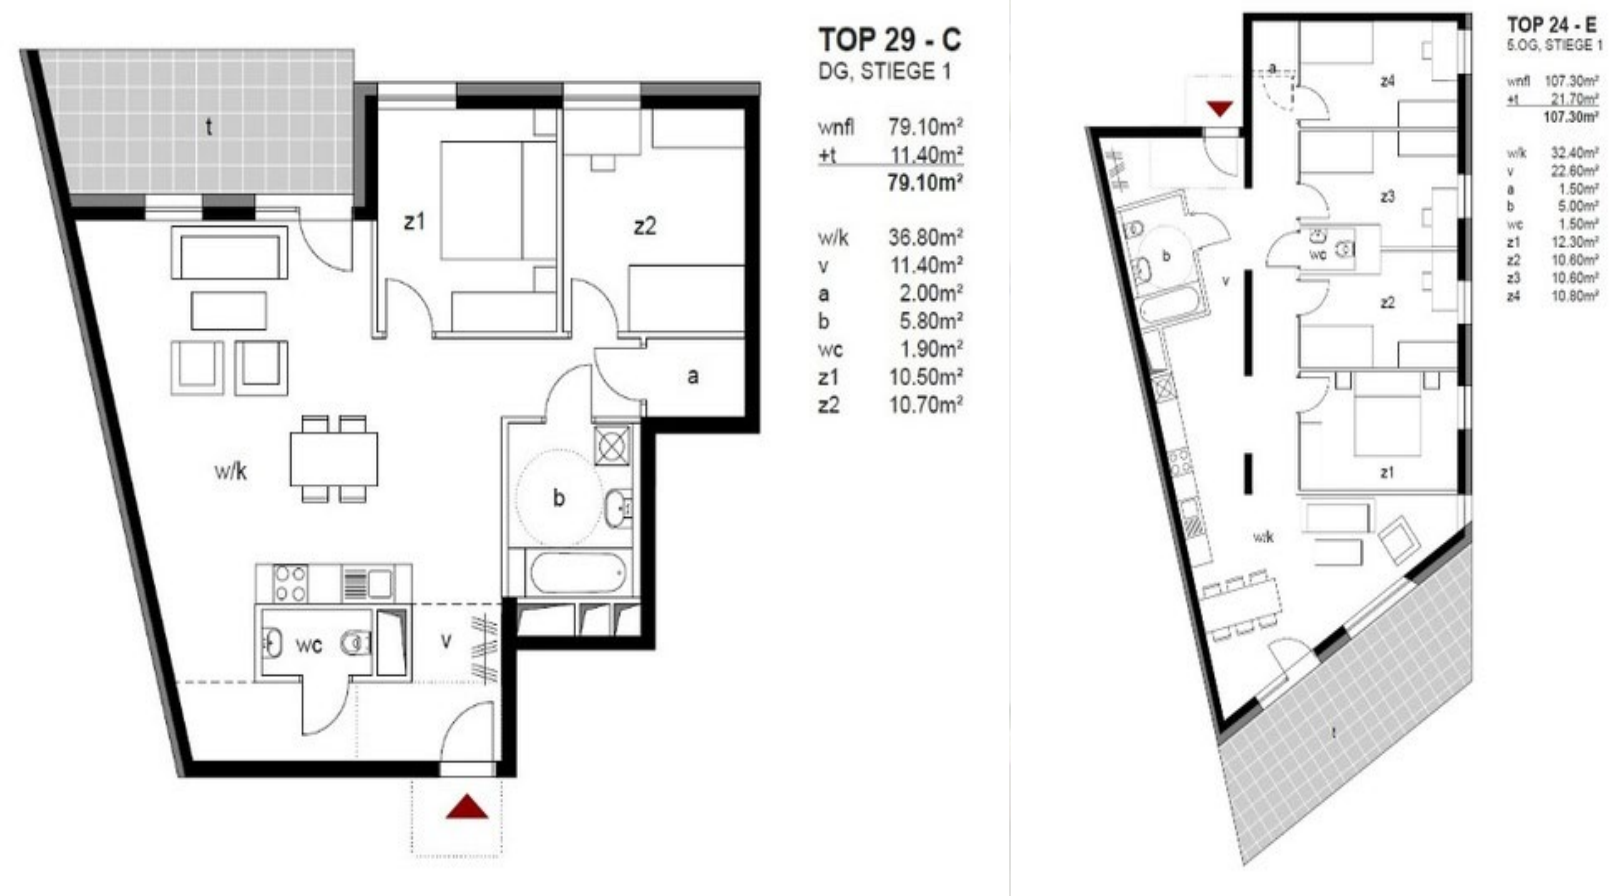 TOP 29 - C
DG, STIEGE 1
wnfl 79.10m²
+t 11.40m²
79.10m²
w/k 36.80m²
v 11.40m²
a 2.00m²
b 5.80m²
wc 1.90m²
z1 10.50m²
z2 10.70m²
t
z1
z2
a
w/k
b
wc
v
TOP 24 - E
5.OG, STIEGE 1
wnfl 107.30m²
+t 21.70m²
107.30m²
w/k 32.40m²
v 22.60m²
a 1.50m²
b 5.00m²
wc 1.50m²
z1 12.30m²
z2 10.60m²
z3 10.60m²
z4 10.80m²
a
z4
z3
wc
b
v
z2
z1
w/k
t